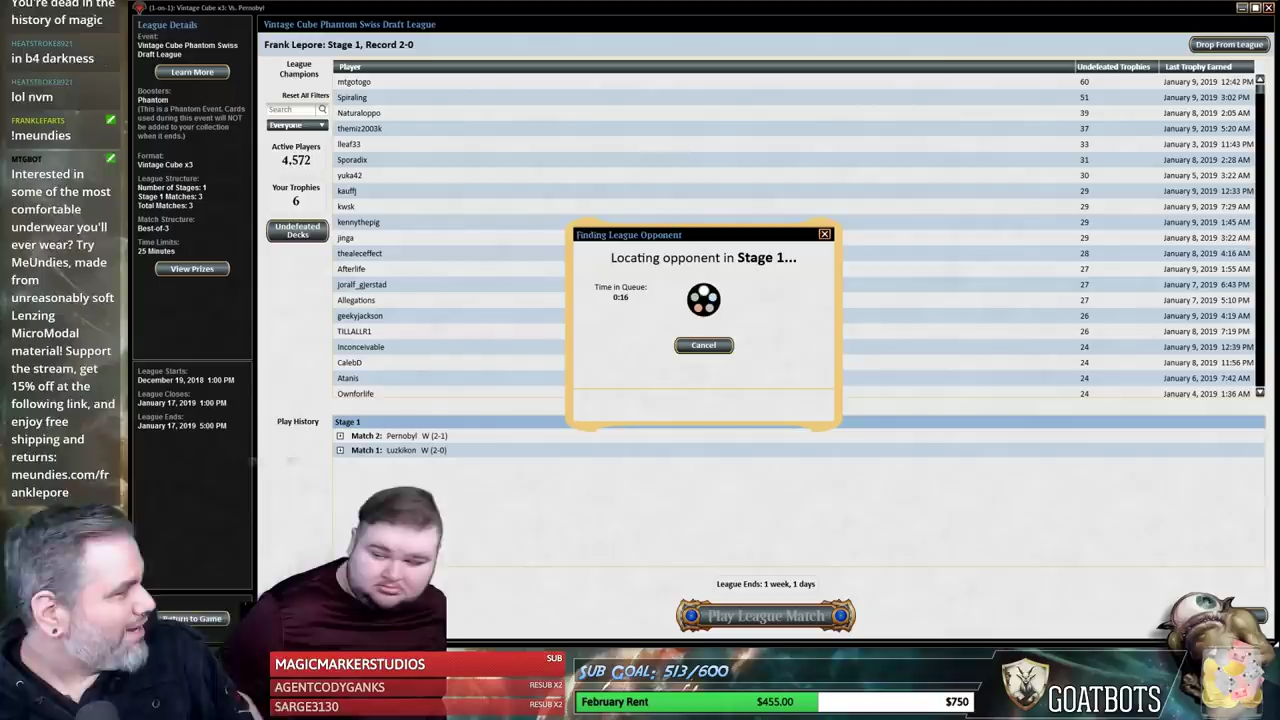 (1-on-1): Vintage Cube x3: Vs. Pernobyl
You're dead in the
history of magic
HEATSTROKE8921
in b4 darkness
HEATSTROKE8921
lol nvm
FRANKLEFARTS
!meundies
MTGBOT
Interested in
some of the most
comfortable
underwear you'll
ever wear? Try
MeUndies, made
from
unreasonably soft
Lenzing
MicroModal
material! Support
the stream, get
15% off at the
following link, and
enjoy free
shipping and
returns:
meundies.com/fr
anklepore
League Details
Event:
Vintage Cube Phantom Swiss
Draft League
Learn More
Boosters:
Phantom
(This is a Phantom Event. Cards
used during this event will NOT
be added to your collection
when it ends.)
Format:
Vintage Cube x3
League Structure:
Number of Stages: 1
Stage 1 Matches: 3
Total Matches: 3
Match Structure:
Best-of-3
Time Limits:
25 Minutes
View Prizes
League Starts:
December 19, 2018 1:00 PM
League Closes:
January 17, 2019 1:00 PM
League Ends:
January 17, 2019 5:00 PM
Return to Game
Vintage Cube Phantom Swiss Draft League
Frank Lepore: Stage 1, Record 2-0
Drop From League
League
Champions
Reset All Filters
Search
Everyone
Active Players
4,572
Your Trophies
6
Undefeated
Decks
Player Undefeated Trophies Last Trophy Earned
mtgotogo 60 January 9, 2019 12:42 PM
Spiraling 51 January 9, 2019 3:02 PM
Naturaloppo 39 January 8, 2019 2:05 AM
themiz2003k 37 January 9, 2019 5:20 AM
lleaf33 33 January 3, 2019 11:43 PM
Sporadix 31 January 8, 2019 2:28 AM
yuka42 30 January 5, 2019 3:22 AM
kauffj 29 January 9, 2019 12:33 PM
kwsk 29 January 9, 2019 7:29 AM
kennythepig 29 January 9, 2019 1:45 AM
jinga 29 January 8, 2019 3:22 AM
thealeceffect 28 January 8, 2019 4:16 AM
Afterlife 27 January 9, 2019 1:55 AM
joralf_gjerstad 27 January 7, 2019 6:43 PM
Allegations 27 January 7, 2019 5:10 PM
geekyjackson 26 January 9, 2019 4:19 AM
TILLALLR1 26 January 8, 2019 7:19 PM
Inconceivable 24 January 9, 2019 12:39 PM
CalebD 24 January 8, 2019 11:56 PM
Atanis 24 January 6, 2019 7:42 AM
Ownforlife 24 January 4, 2019 1:36 AM
Finding League Opponent
Locating opponent in Stage 1...
Time in Queue:
0:16
Cancel
Play History
Stage 1
Match 2: Pernobyl W (2-1)
Match 1: Luzkikon W (2-0)
League Ends: 1 week, 1 days
Play League Match
MAGICMARKERSTUDIOS SUB
AGENTCODYGANKS RESUB X2
SARGE3130 RESUB X2
SUB GOAL: 513/600
February Rent $455.00 $750
GOATBOTS